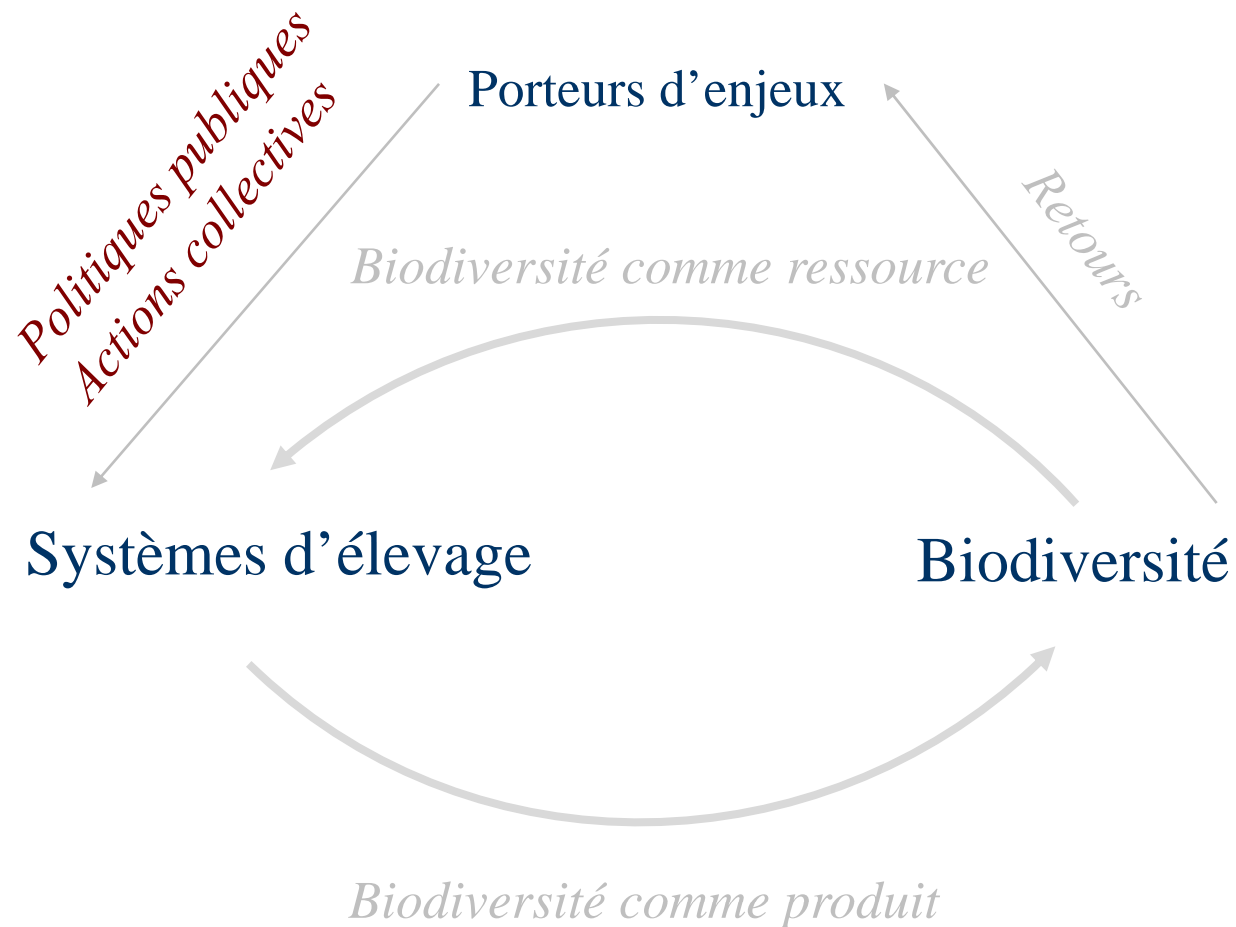 Politiques publiques
Actions collectives
Porteurs d’enjeux
Retours
Biodiversité comme ressource
Systèmes d’élevage
Biodiversité
Biodiversité comme produit